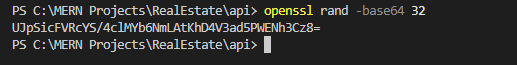 PS C:\MERN Projects\RealEstate\api> openssl rand -base64 32
UJpSicFVRcYS/4clMYb6NmLAtKhD4V3ad5PWENh3Cz8=
PS C:\MERN Projects\RealEstate\api>